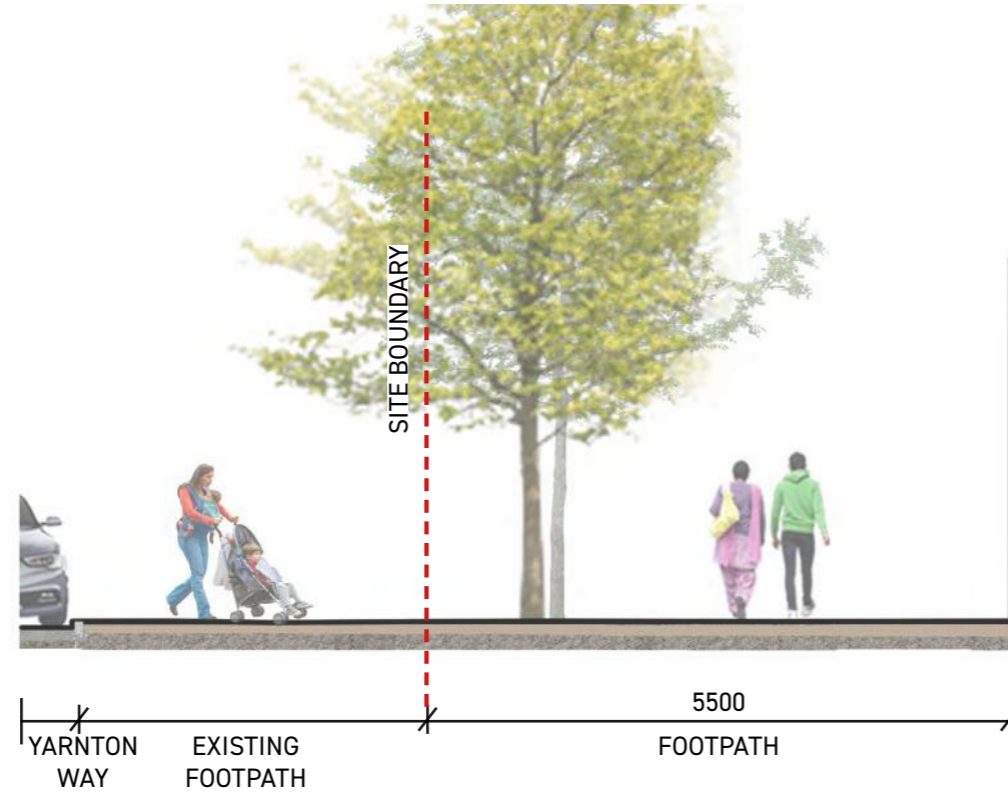 SITE BOUNDARY
5500
YARNTON
WAY
EXISTING
FOOTPATH
FOOTPATH